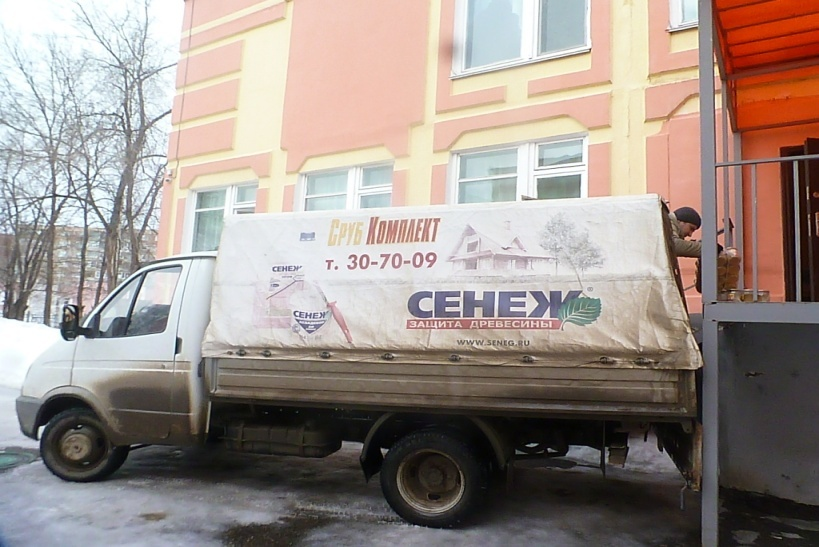 Сруб Комплект
т. 30-70-09
СЕНЕЖ
СЕНЕЖ
СЕНЕЖ®
ЗАЩИТА ДРЕВЕСИНЫ
WWW.SENEG.RU